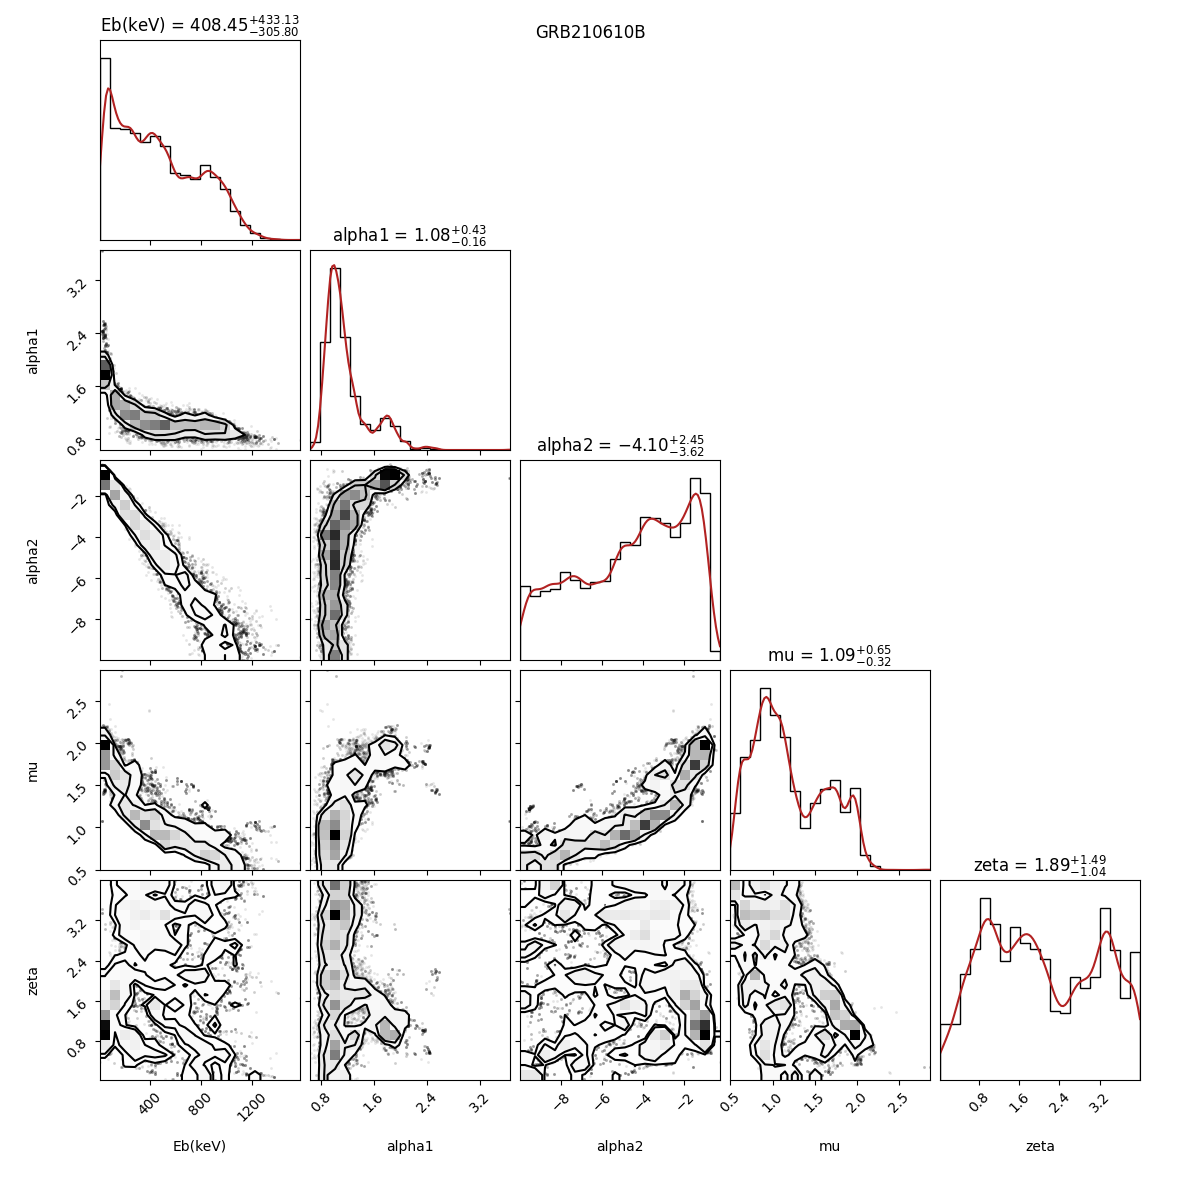 GRB210610B
Eb(keV) = 408.45+433.13−305.80
alpha1 = 1.08+0.43−0.16
3.2
2.4
1.6
0.8
alpha1
alpha2 = −4.10+2.45−3.62
−2
−4
−6
−8
alpha2
mu = 1.09+0.65−0.32
2.5
2.0
1.5
1.0
0.5
mu
zeta = 1.89+1.49−1.04
3.2
2.4
1.6
0.8
zeta
400 800 1200
0.8 1.6 2.4 3.2
−8 −6 −4 −2
0.5 1.0 1.5 2.0 2.5
0.8 1.6 2.4 3.2
Eb(keV) alpha1 alpha2 mu zeta